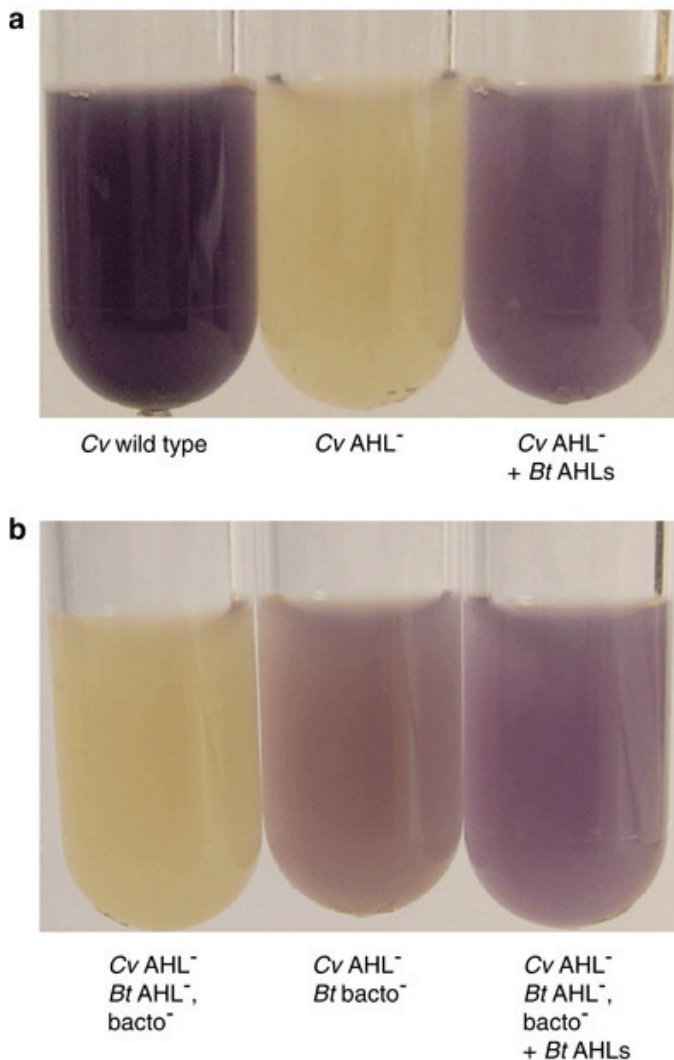 a
Cv wild type
Cv AHL⁻
Cv AHL⁻
+ Bt AHLs
b
Cv AHL⁻
Bt AHL⁻,
bacto⁻
Cv AHL⁻
Bt bacto⁻
Cv AHL⁻
Bt AHL⁻,
bacto⁻
+ Bt AHLs